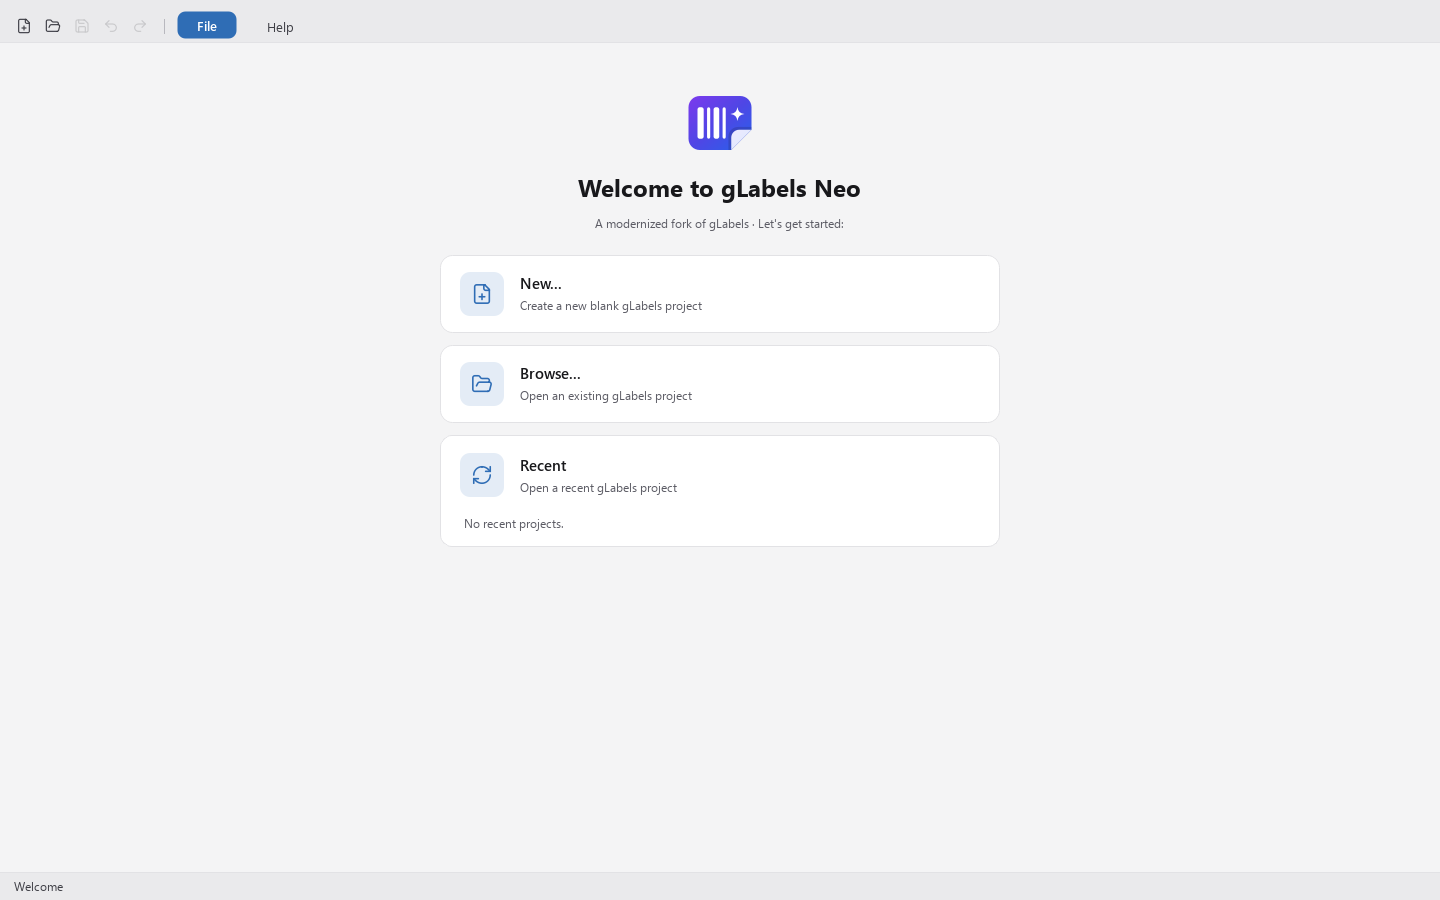 File
Help
Welcome to gLabels Neo
A modernized fork of gLabels · Let's get started:
New...
Create a new blank gLabels project
Browse...
Open an existing gLabels project
Recent
Open a recent gLabels project
No recent projects.
Welcome